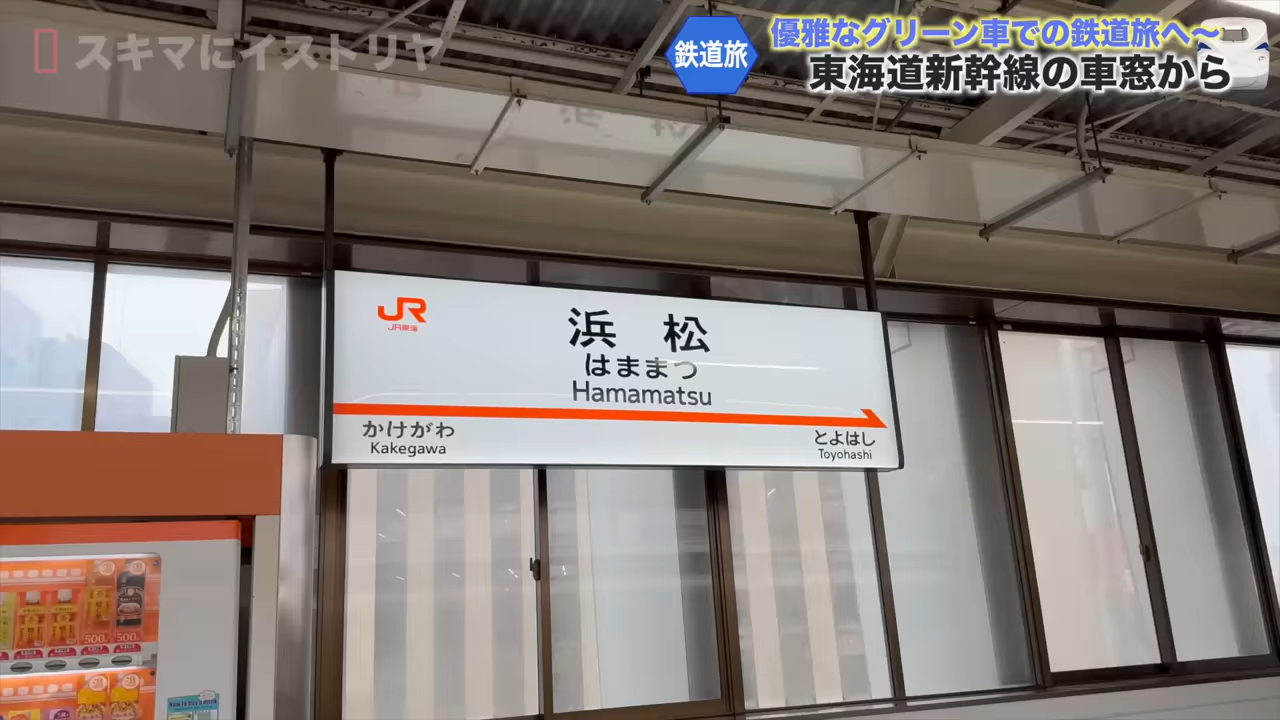 スキマにイストリヤ
鉄道旅
優雅なグリーン車での鉄道旅へ～
東海道新幹線の車窓から
JR
JR東海
浜松
はままつ
Hamamatsu
かけがわ
Kakegawa
とよはし
Toyohashi
500
500